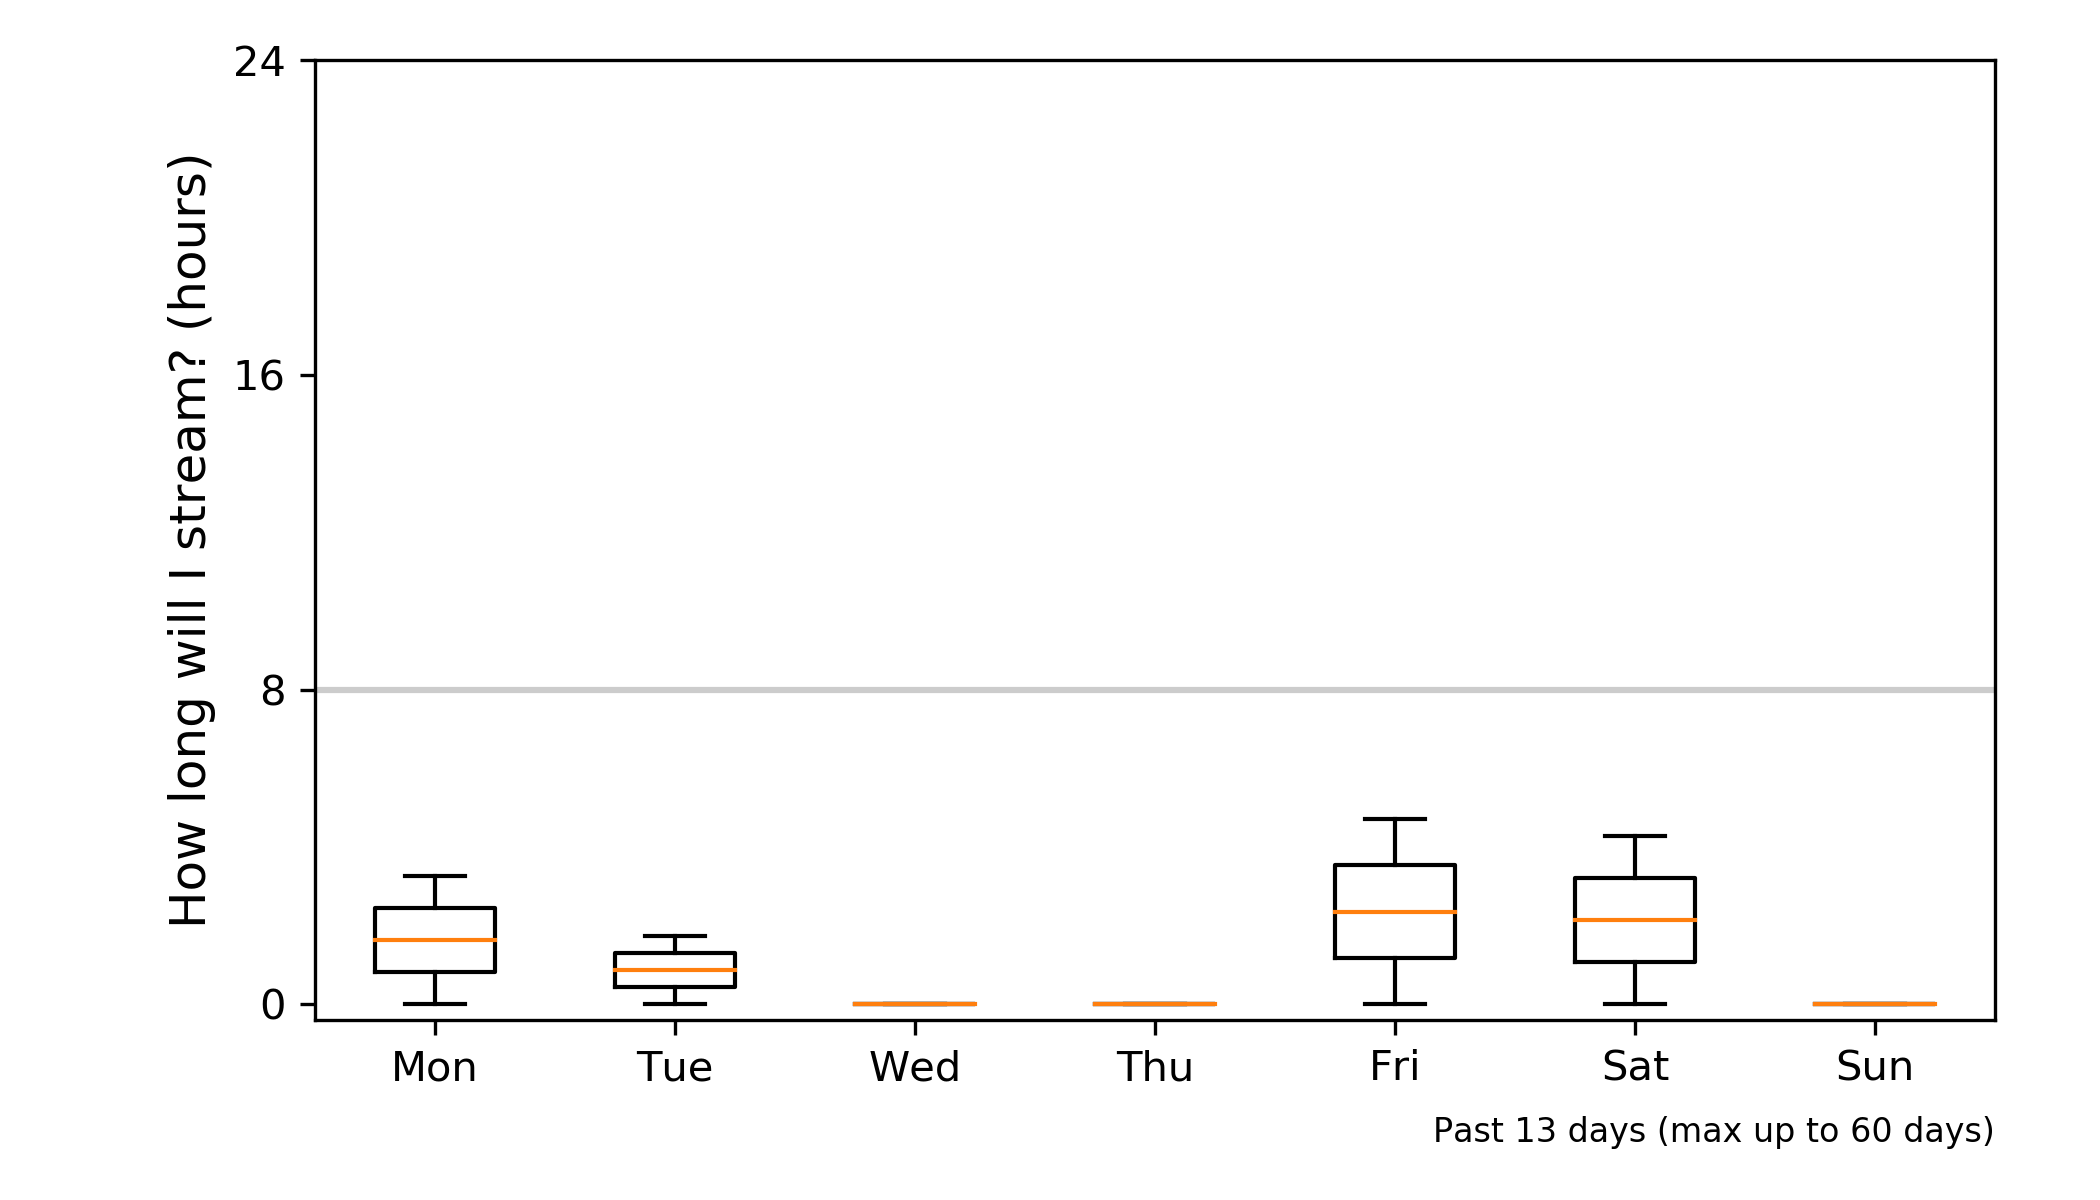 How long will I stream? (hours)
24
16
8
0
Mon Tue Wed Thu Fri Sat Sun
Past 13 days (max up to 60 days)